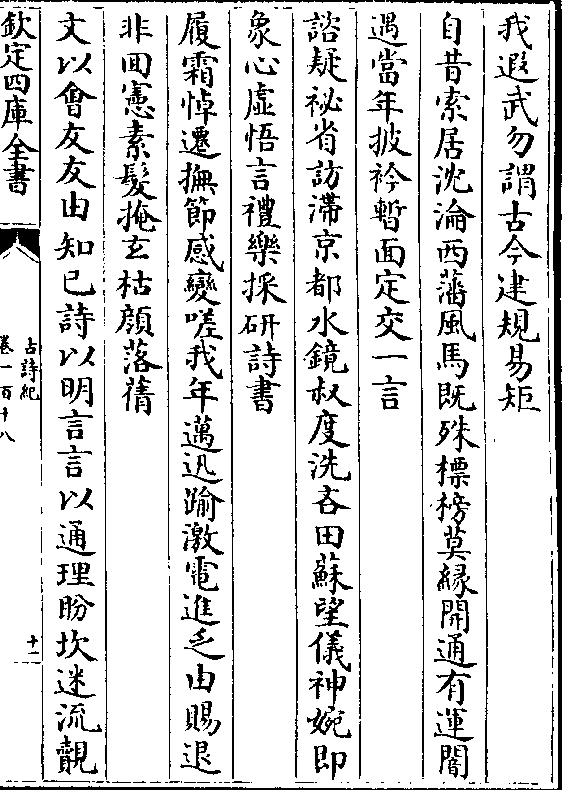 我遐武勿謂古今建規易矩
自昔索居沈淪西藩風馬既殊標榜莫縁開通有運闇
遇當年披衿暫面定交一言
諮疑祕省訪滯京都水鏡叔度洗吝田蘇望儀神婉即
象心虛悟言禮樂採研詩書
履霜悼遷撫節感變嗟我年邁迅踰激電進乏由賜退
非回憲素髮掩玄枯顔落蒨
文以會友友由知已詩以明言言以通理盼坎迷流覿
欽定四庫全書
古詩紀
卷一百十八
十一